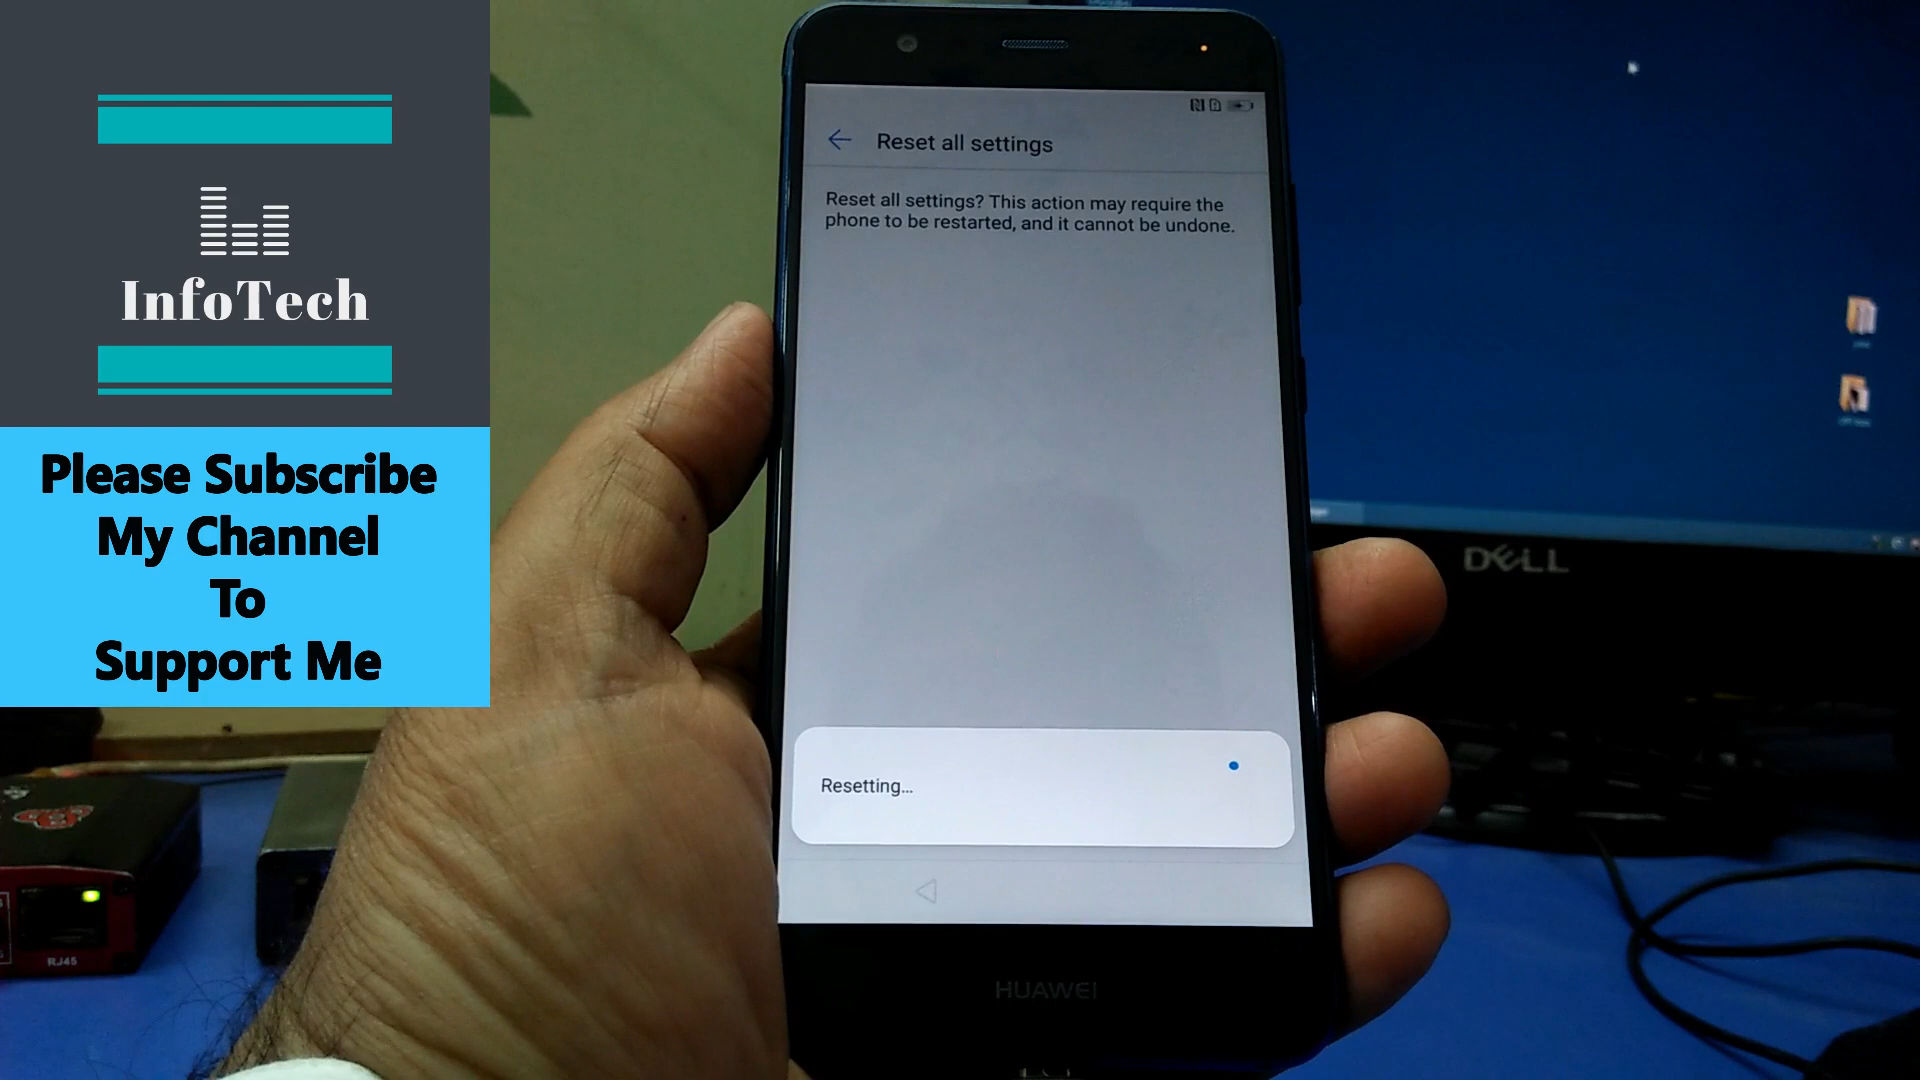 InfoTech
Please Subscribe
My Channel
To
Support Me
Reset all settings
Reset all settings? This action may require the
phone to be restarted, and it cannot be undone.
Resetting...
HUAWEI
DELL
RJ45